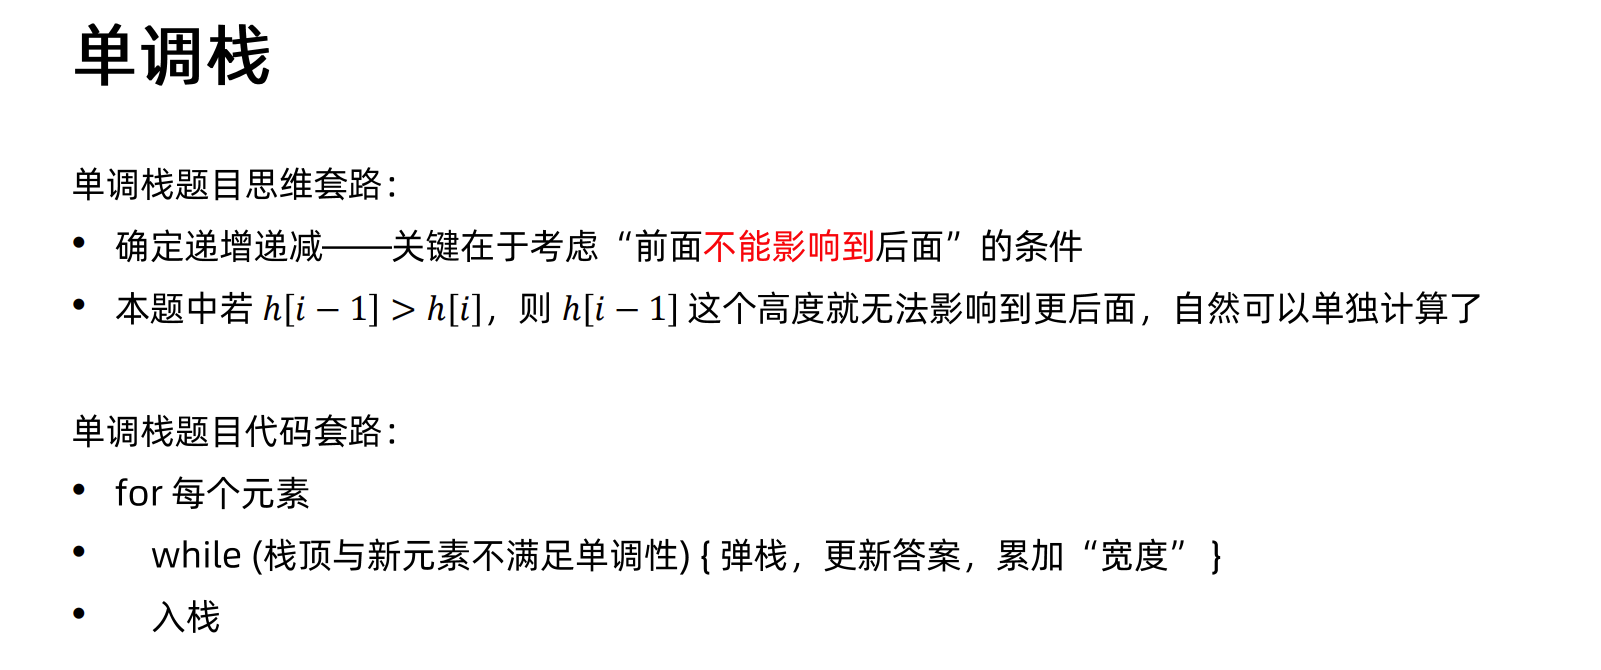 单调栈
单调栈题目思维套路：
• 确定递增递减——关键在于考虑“前面不能影响到后面”的条件
• 本题中若 h[i − 1] > h[i]，则 h[i − 1] 这个高度就无法影响到更后面，自然可以单独计算了
单调栈题目代码套路：
• for 每个元素
• while (栈顶与新元素不满足单调性) { 弹栈，更新答案，累加“宽度” }
• 入栈